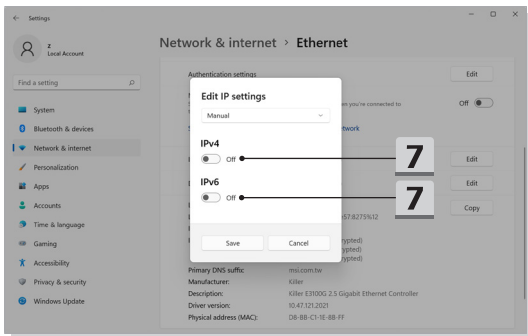 Settings
z
Local Account
Find a setting
System
Bluetooth & devices
Network & internet
Personalization
Apps
Accounts
Time & language
Gaming
Accessibility
Privacy & security
Windows Update
Network & internet > Ethernet
Authentication settings
Edit
en you're connected to
Off
twork
Edit IP settings
Manual
IPv4
Off
7
Edit
IPv6
Off
7
Edit
Copy
Save
Cancel
:57:8275%12
rypted)
rypted)
rypted)
Primary DNS suffix: msi.com.tw
Manufacturer: Killer
Description: Killer E3100G 2.5 Gigabit Ethernet Controller
Driver version: 10.47.121.2021
Physical address (MAC): D8-BB-C1-1E-8B-FF